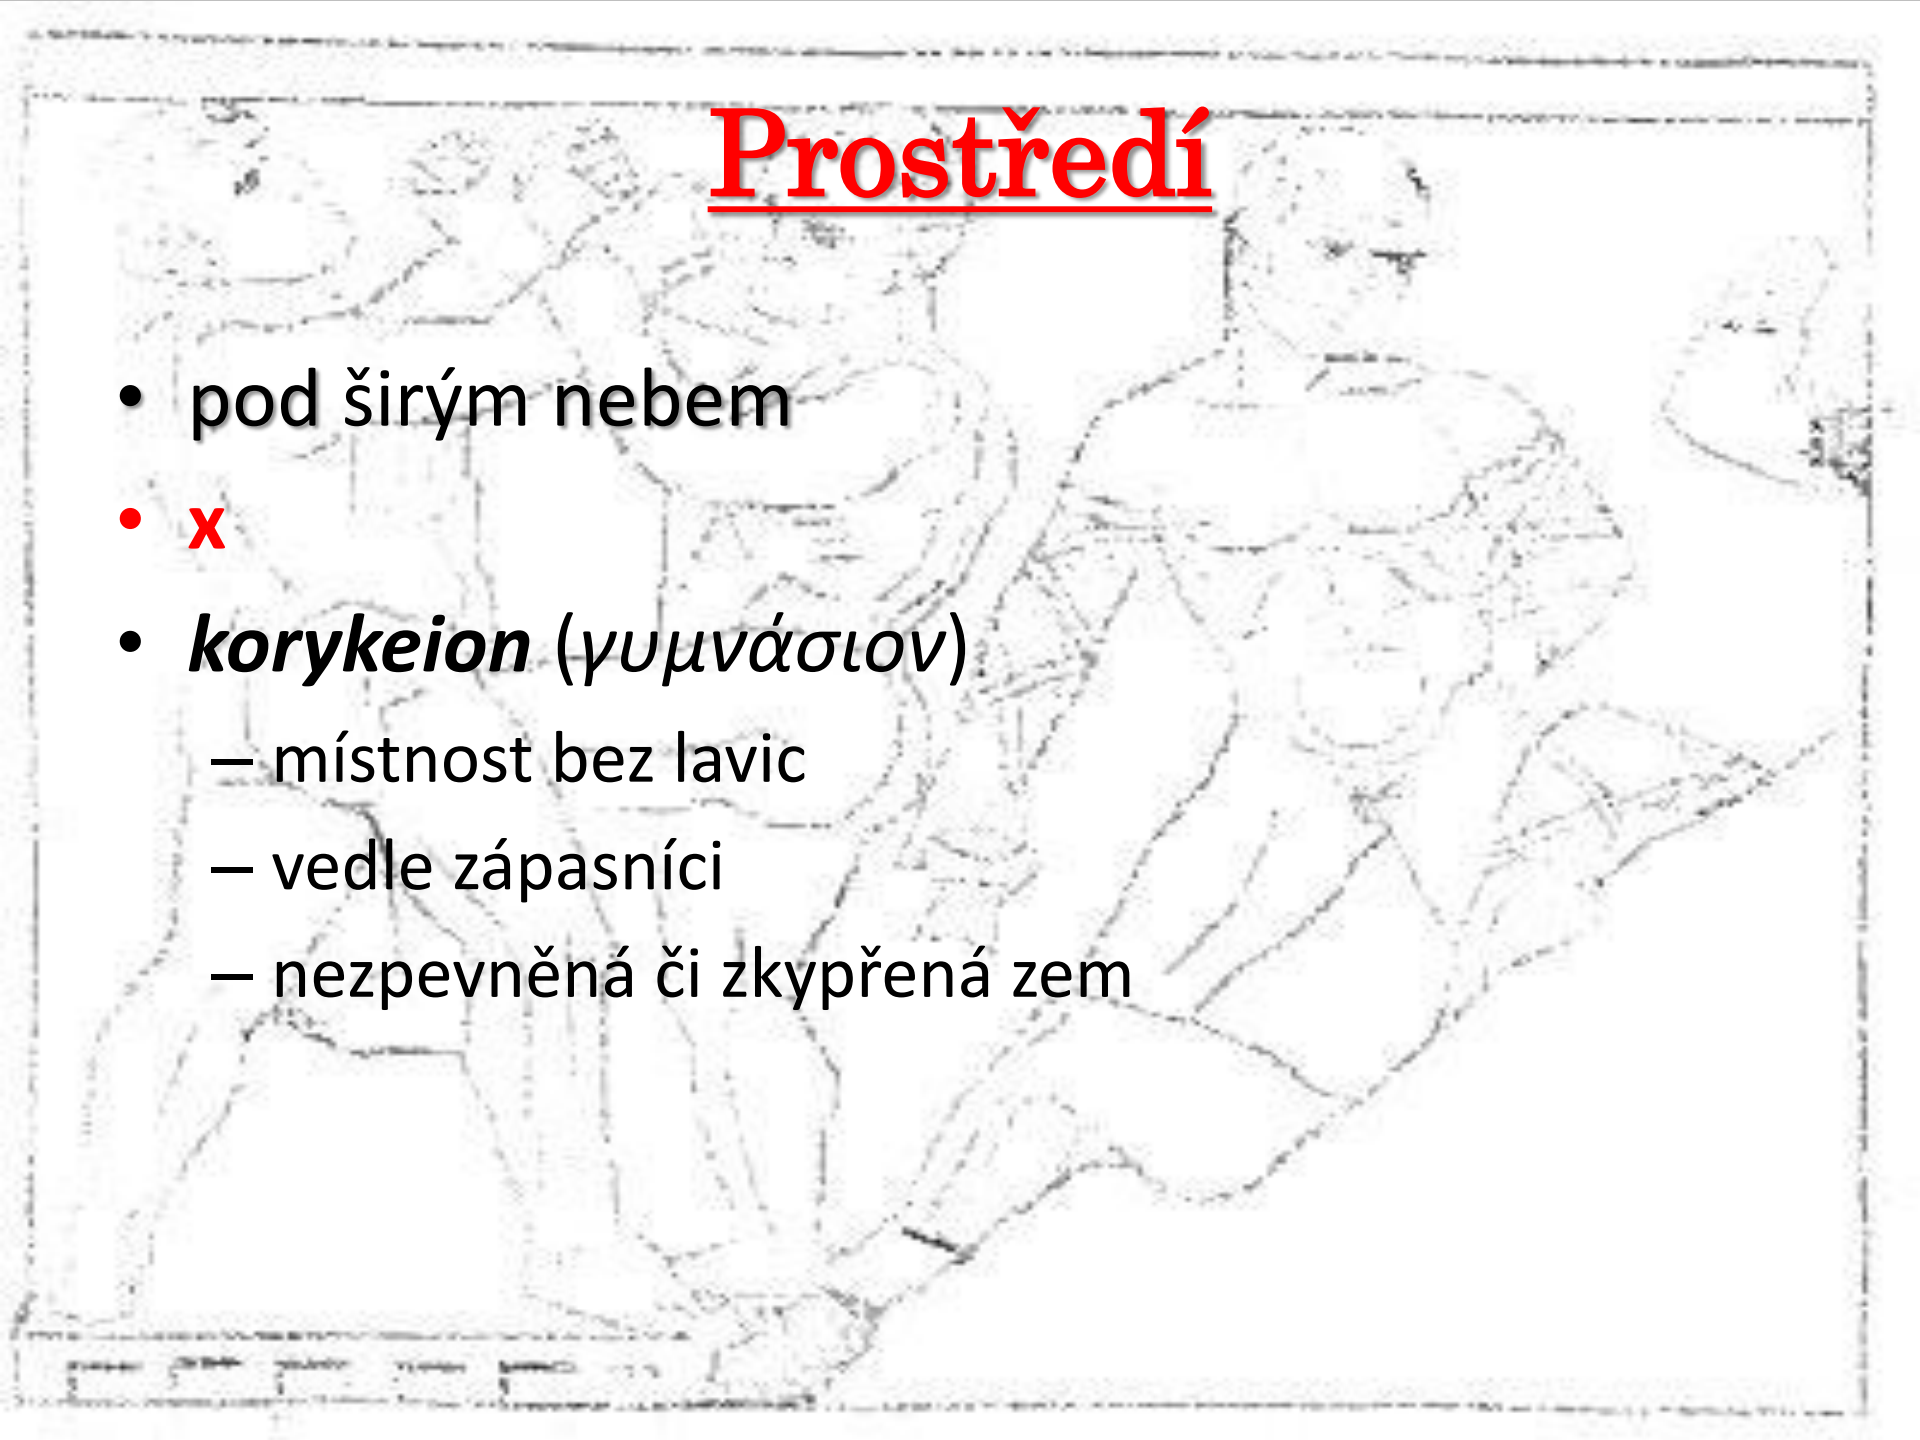 Prostředí
• pod širým nebem
• x
• korykeion (γυμνάσιον)
– místnost bez lavic
– vedle zápasníci
– nezpevněná či zkypřená zem